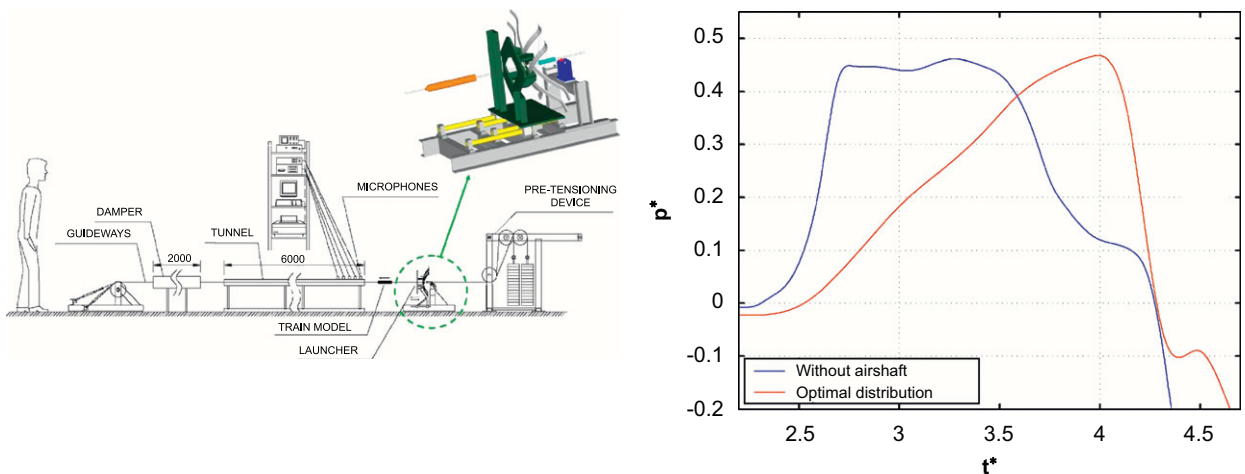 MICROPHONES
PRE-TENSIONING
DEVICE
DAMPER
GUIDEWAYS
TUNNEL
2000
6000
TRAIN MODEL
LAUNCHER
0.5
0.4
0.3
0.2
0.1
0
-0.1
-0.2
p*
Without airshaft
Optimal distribution
2.5 3 3.5 4 4.5
t*